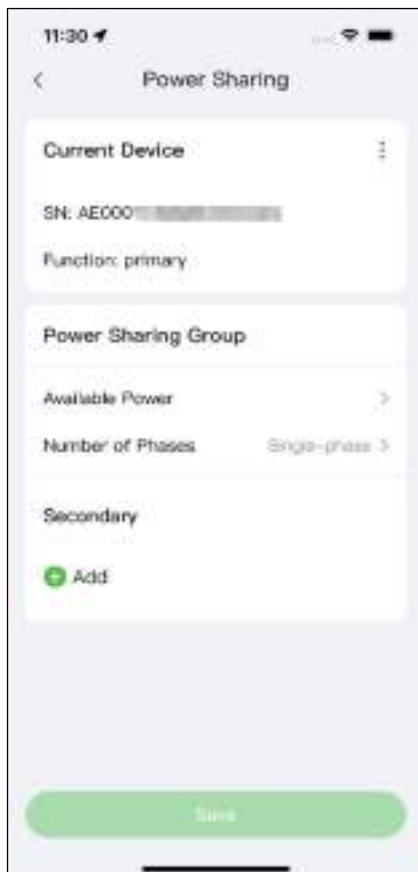 11:30
Power Sharing
Current Device
SN: AE000
Function: primary
Power Sharing Group
Available Power
Number of Phases Single-phase
Secondary
Add
Save